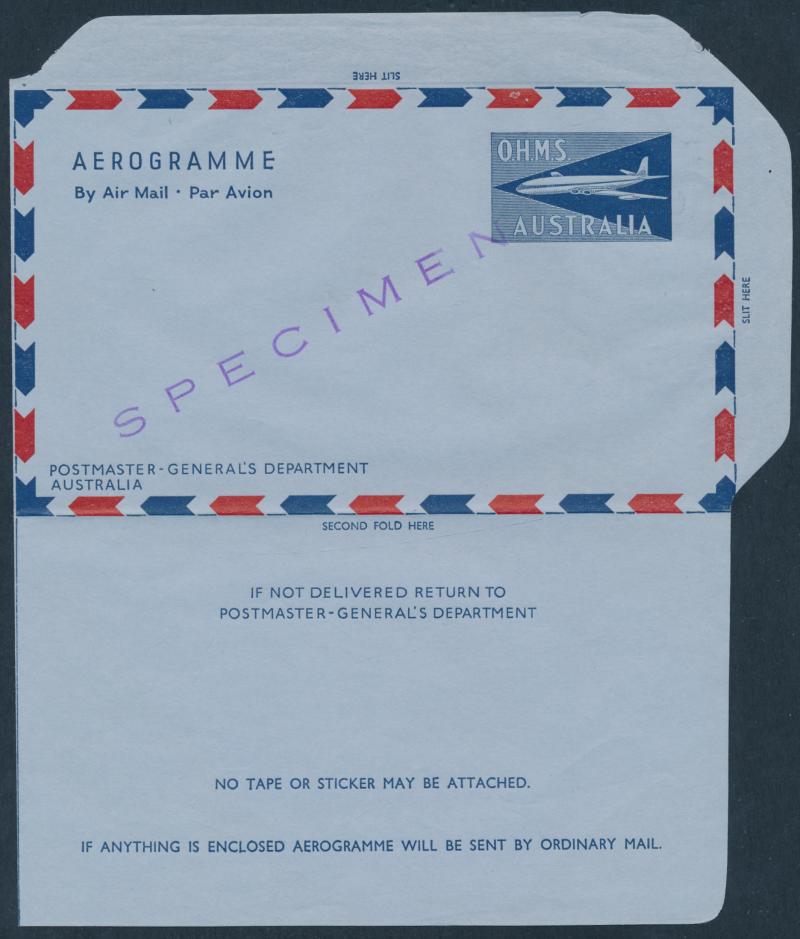 SLIT HERE
AEROGRAMME
By Air Mail · Par Avion
O.H.M.S.
AUSTRALIA
SPECIMEN
SLIT HERE
POSTMASTER-GENERAL'S DEPARTMENT
AUSTRALIA
SECOND FOLD HERE
IF NOT DELIVERED RETURN TO
POSTMASTER-GENERAL'S DEPARTMENT
NO TAPE OR STICKER MAY BE ATTACHED.
IF ANYTHING IS ENCLOSED AEROGRAMME WILL BE SENT BY ORDINARY MAIL.